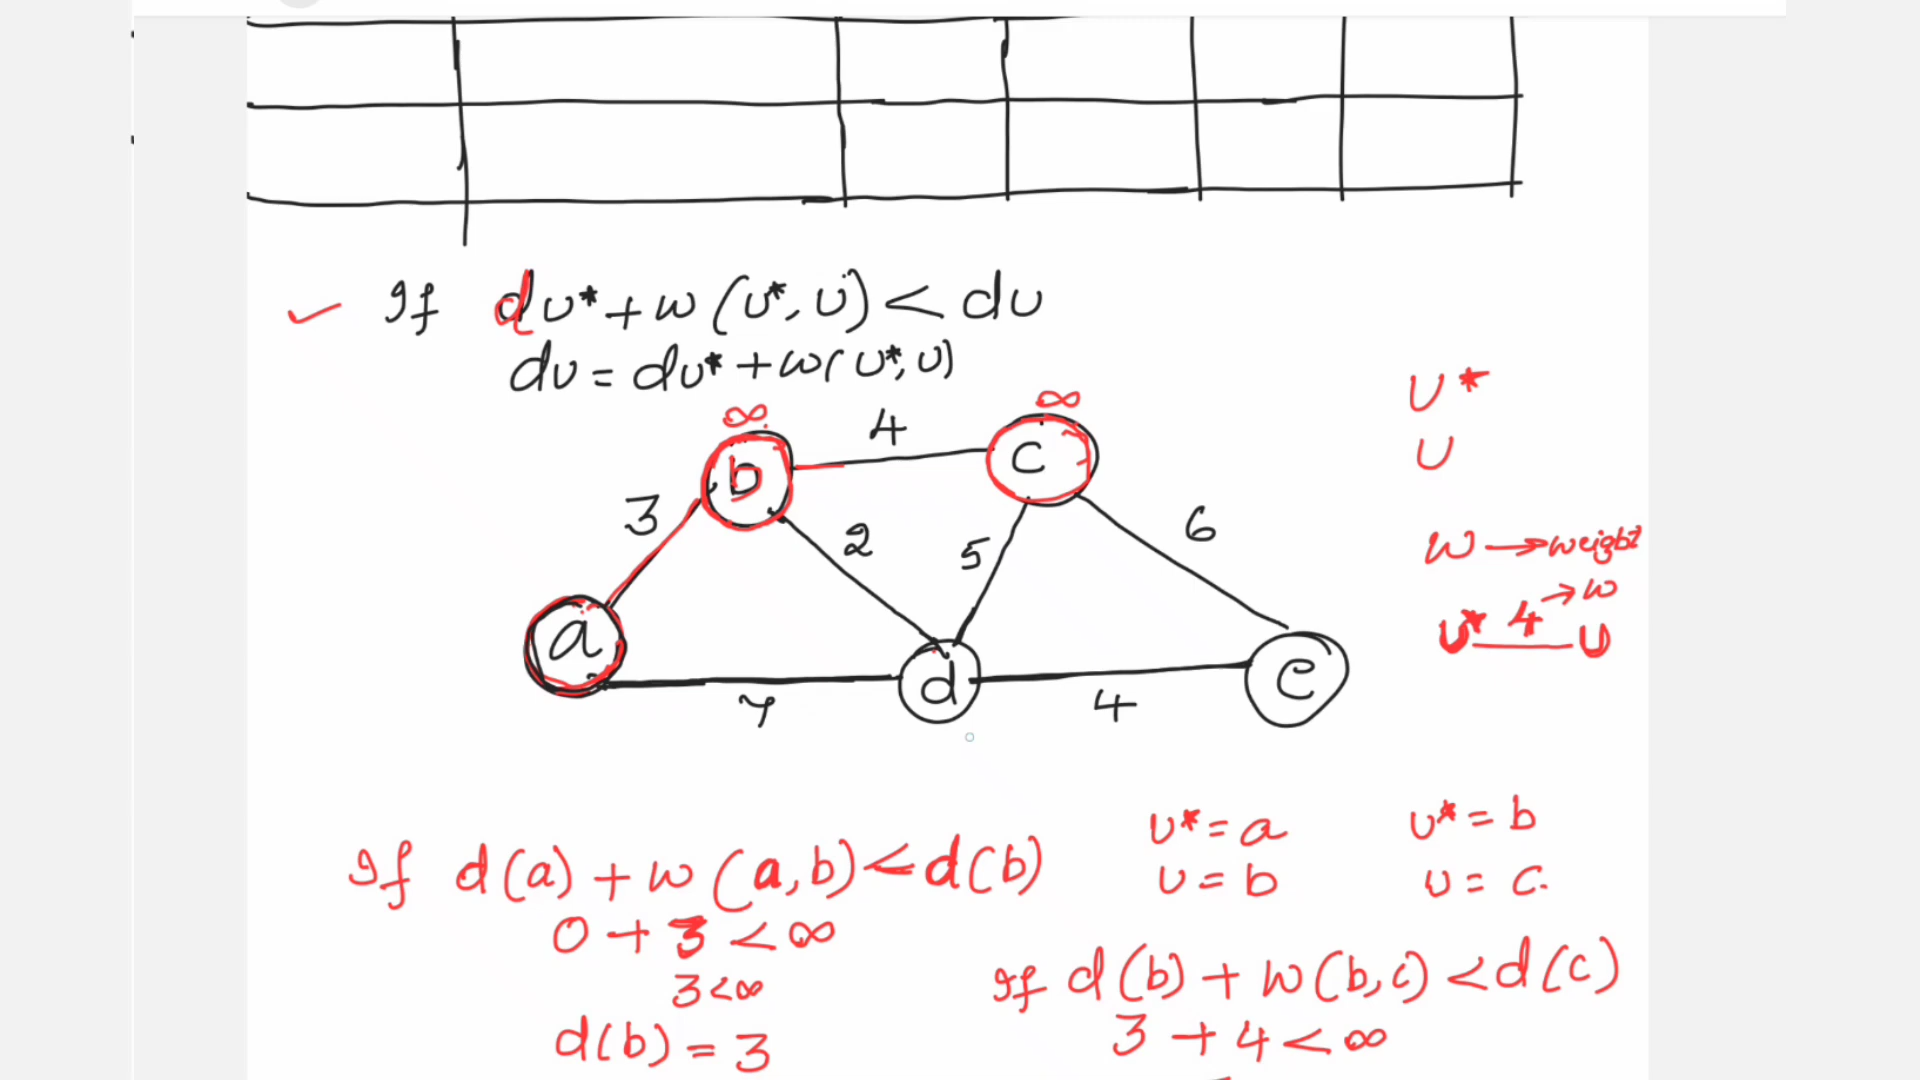 If du* + w(u*, u) < du
du = du* + w(u*, u)
u*
u
∞
∞
4
b
c
3
2
5
6
w → weight
→ w
u* 4 u
a
d
e
7
4
u* = a
u* = b
If d(a) + w(a,b) < d(b)
u = b
u = c.
0 + 3 < ∞
3 < ∞
If d(b) + w(b,c) < d(c)
d(b) = 3
3 + 4 < ∞